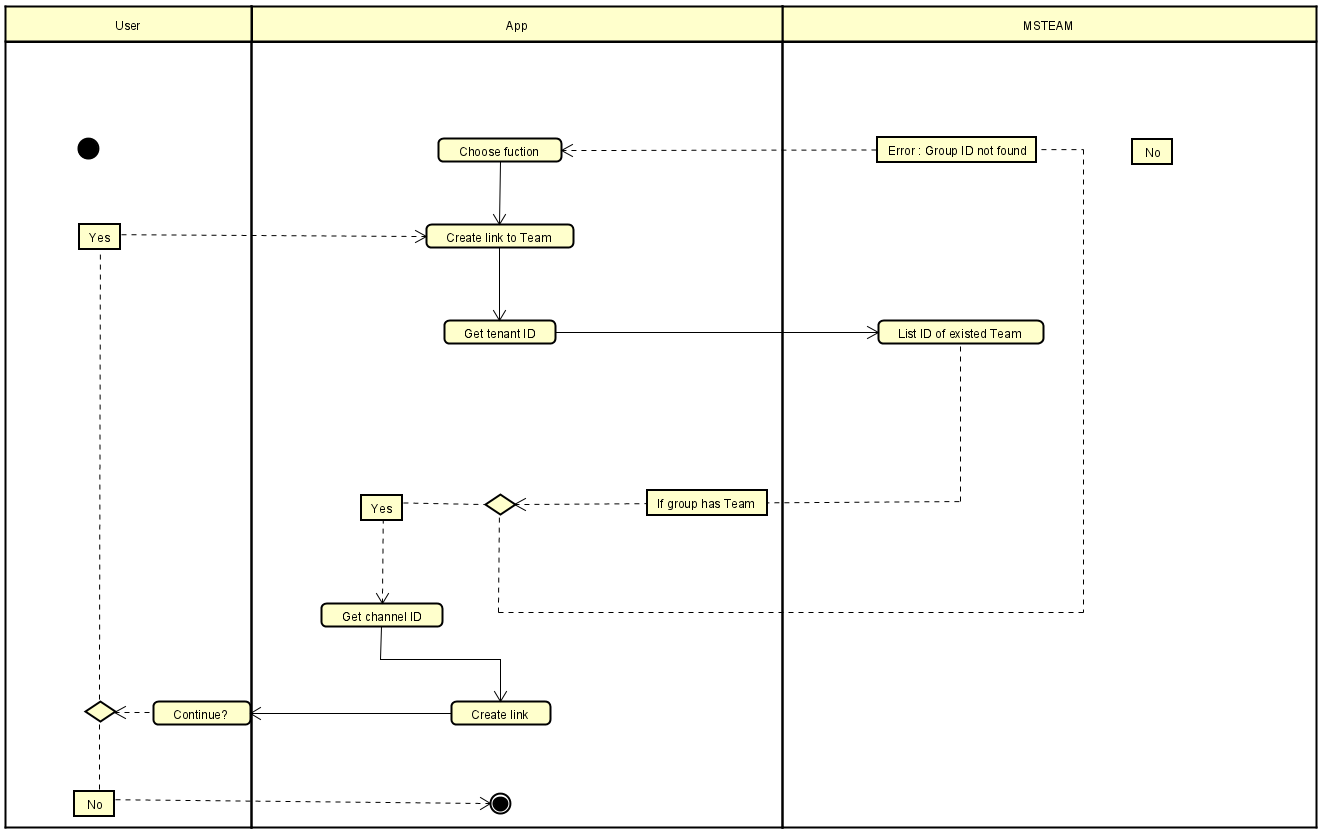 User
App
MSTEAM
Choose fuction
Error : Group ID not found
No
Yes
Create link to Team
Get tenant ID
List ID of existed Team
Yes
If group has Team
Get channel ID
Continue?
Create link
No